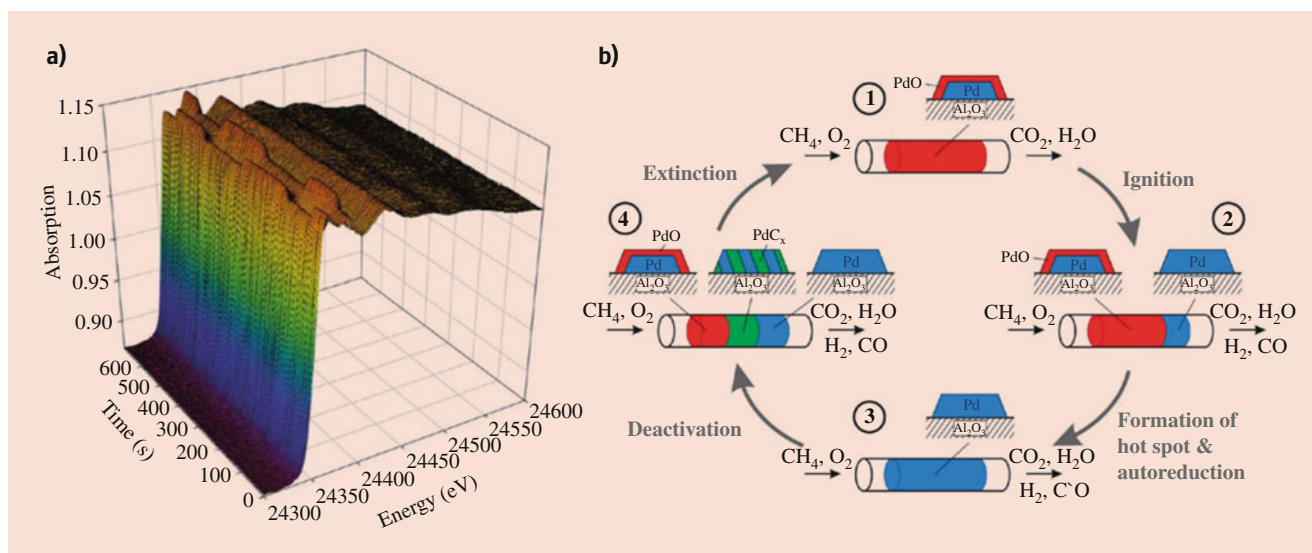 a)
1.15
1.10
1.05
1.00
0.95
0.90
Absorption
600
500
400
300
200
100
0
Time (s)
24300
24350
24400
24450
24500
24550
24600
Energy (eV)
b)
1
PdO
Pd
Al₂O₃
CH₄, O₂
CO₂, H₂O
Extinction
Ignition
4
PdO
PdCₓ
Pd
Pd
Al₂O₃
Al₂O₃
Al₂O₃
CH₄, O₂
CO₂, H₂O
H₂, CO
2
PdO
Pd
Pd
Al₂O₃
Al₂O₃
CH₄, O₂
CO₂, H₂O
H₂, CO
Deactivation
3
Pd
Al₂O₃
CH₄, O₂
CO₂, H₂O
H₂, C`O
Formation of
hot spot &
autoreduction